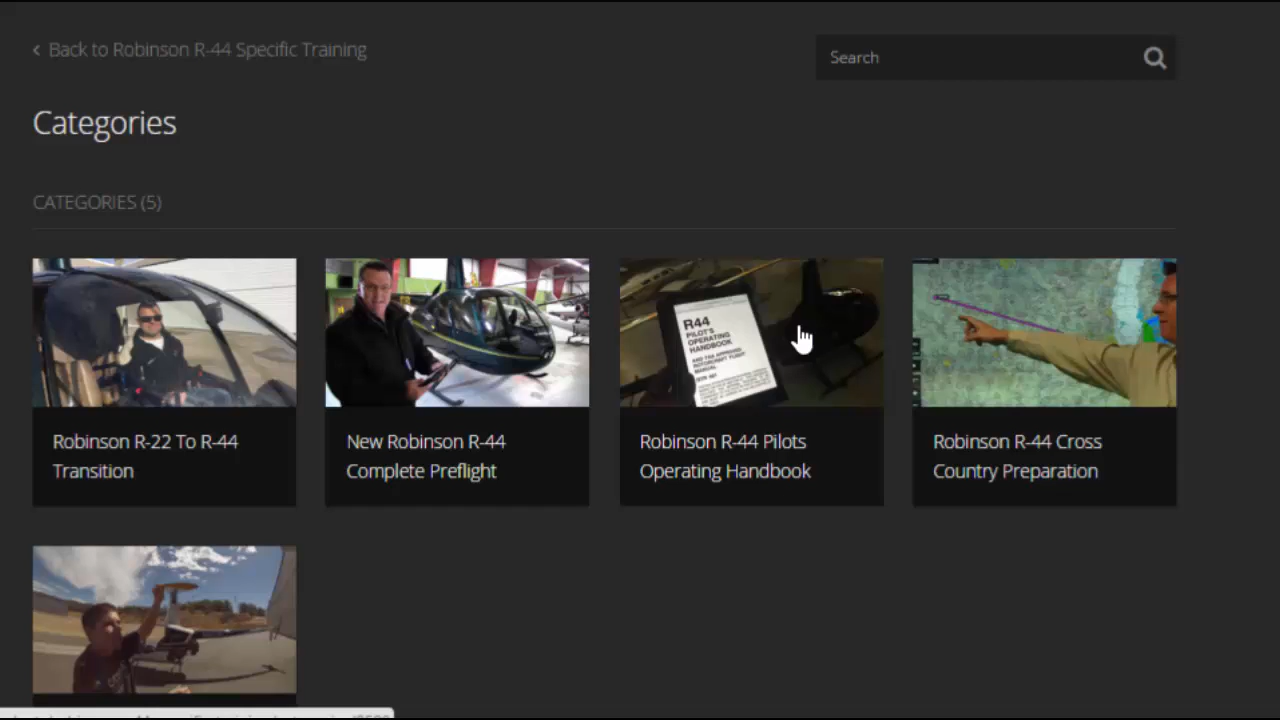 Back to Robinson R-44 Specific Training
Search
Categories
CATEGORIES (5)
R44
PILOT'S
OPERATING
HANDBOOK
Robinson R-22 To R-44
Transition
New Robinson R-44
Complete Preflight
Robinson R-44 Pilots
Operating Handbook
Robinson R-44 Cross
Country Preparation